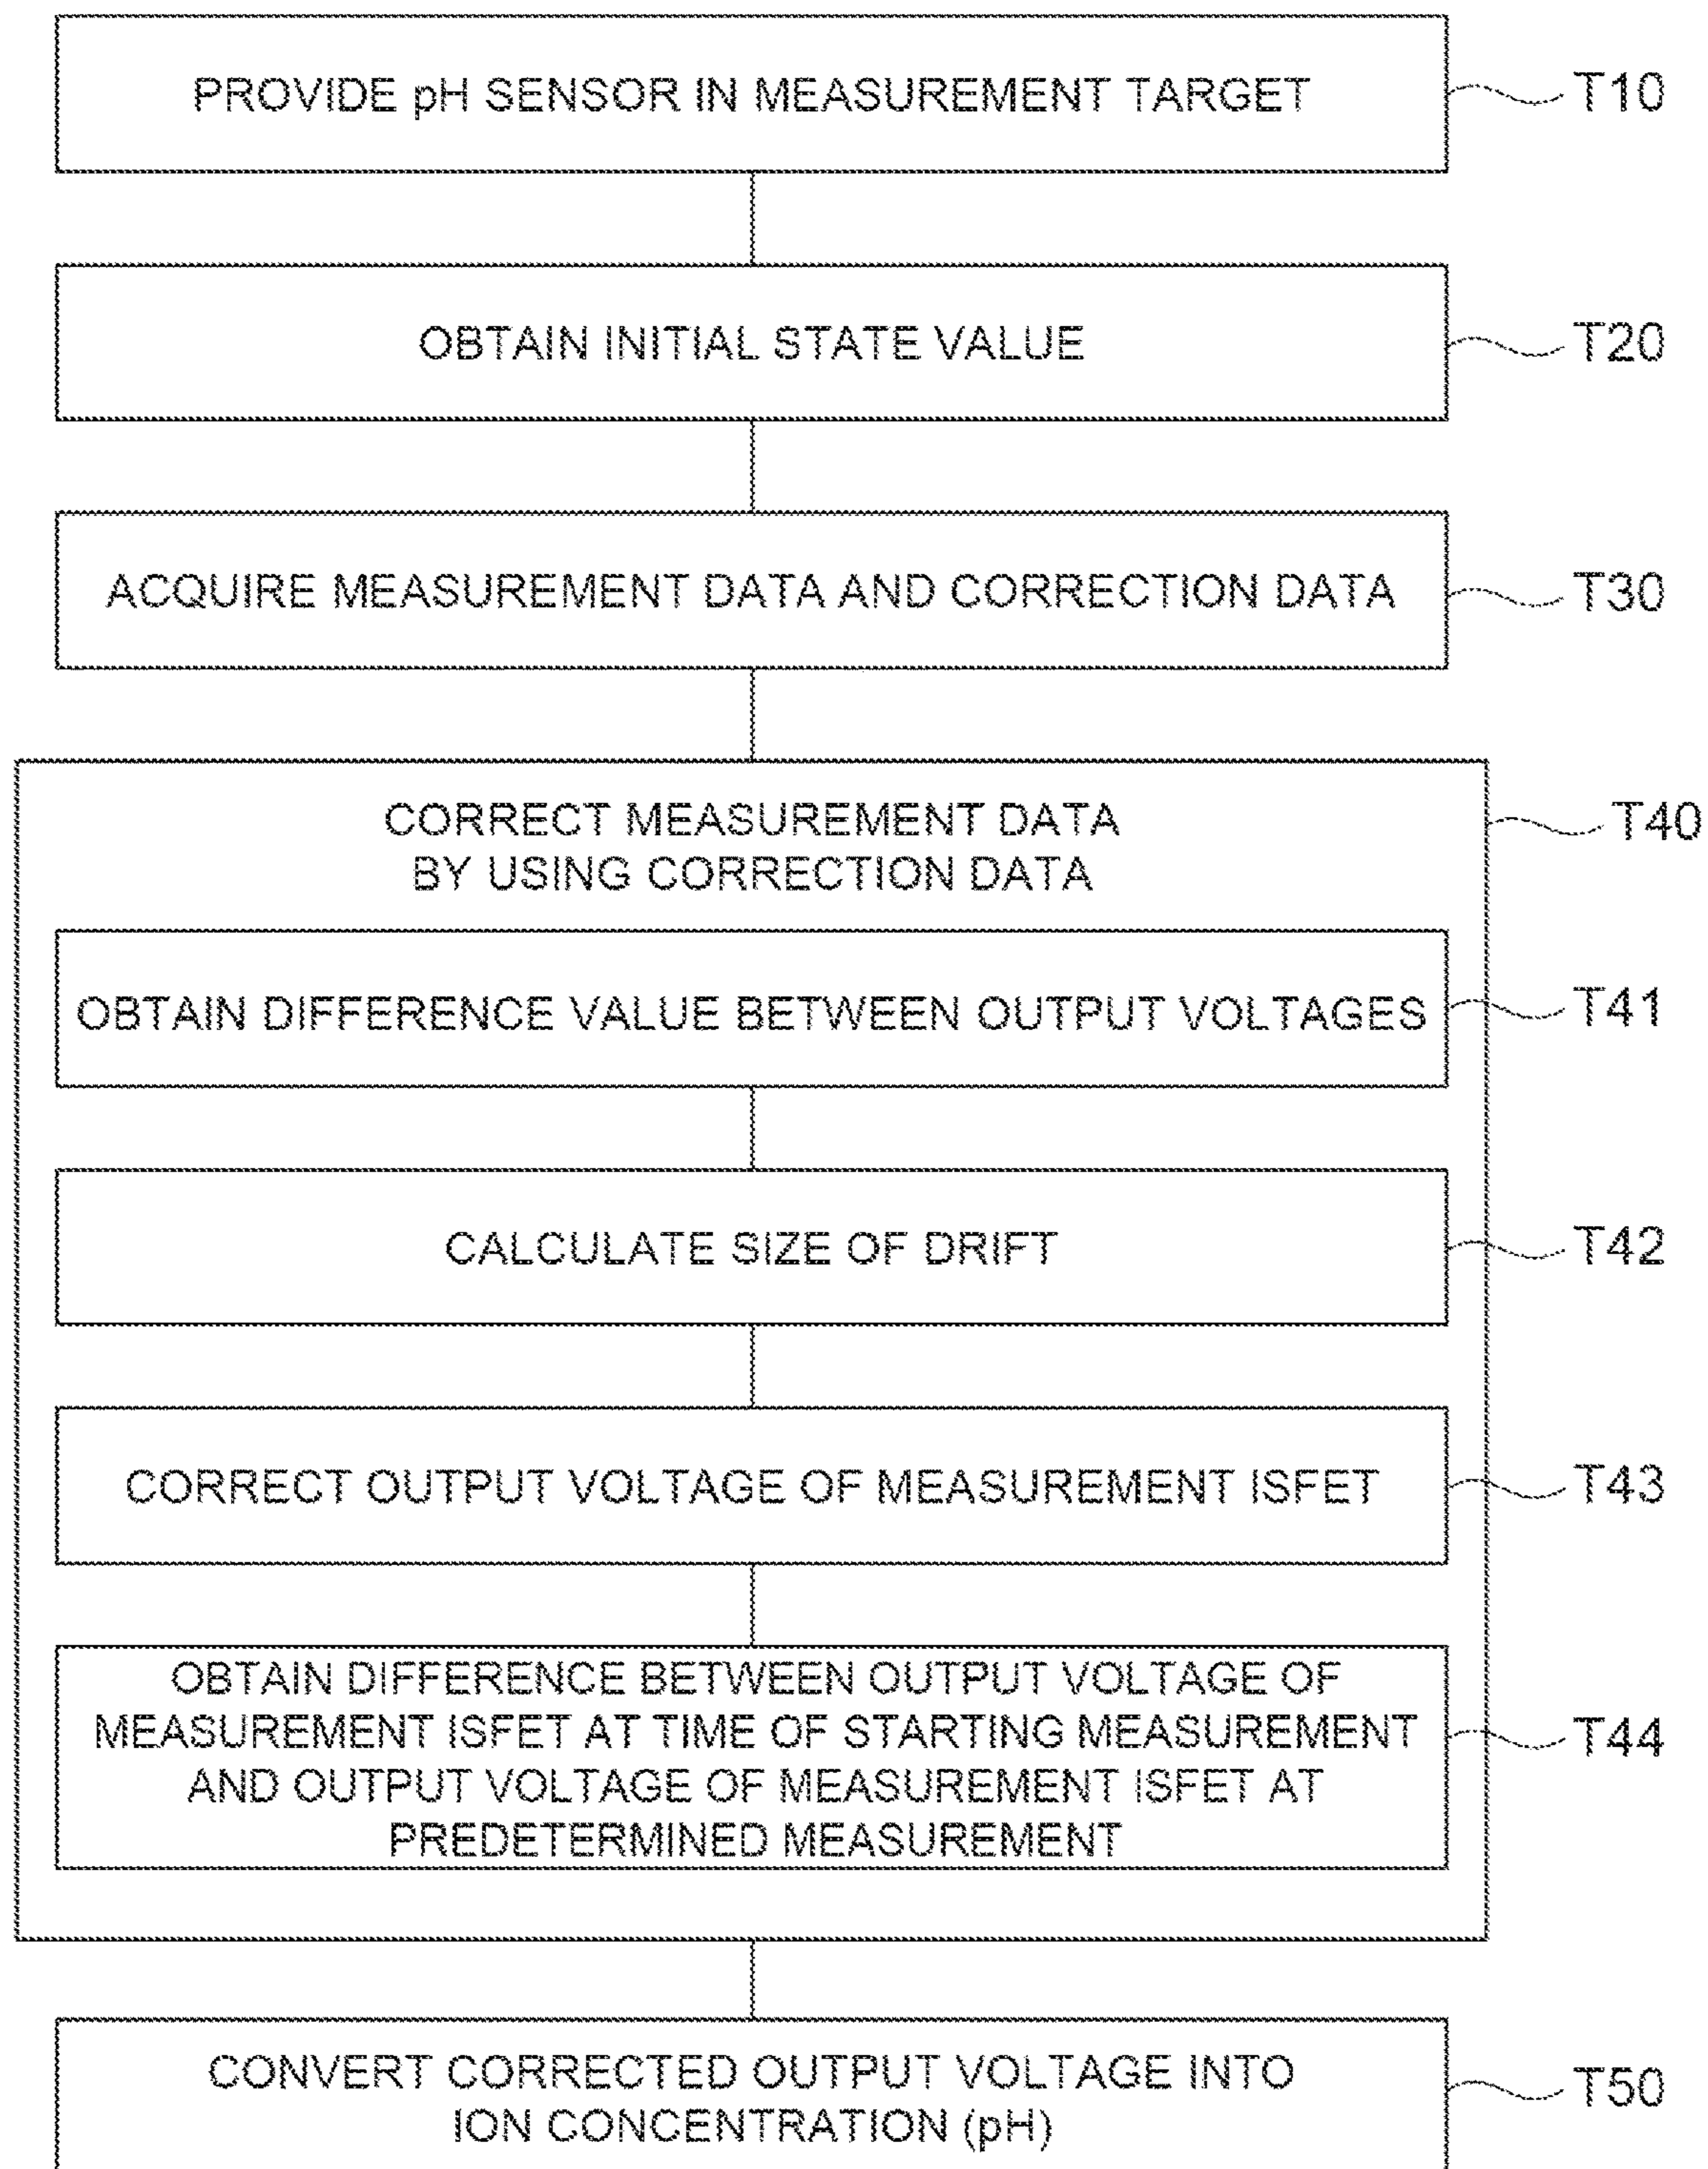 PROVIDE pH SENSOR IN MEASUREMENT TARGET
T10
OBTAIN INITIAL STATE VALUE
T20
ACQUIRE MEASUREMENT DATA AND CORRECTION DATA
T30
CORRECT MEASUREMENT DATA
BY USING CORRECTION DATA
T40
OBTAIN DIFFERENCE VALUE BETWEEN OUTPUT VOLTAGES
T41
CALCULATE SIZE OF DRIFT
T42
CORRECT OUTPUT VOLTAGE OF MEASUREMENT ISFET
T43
OBTAIN DIFFERENCE BETWEEN OUTPUT VOLTAGE OF
MEASUREMENT ISFET AT TIME OF STARTING MEASUREMENT
AND OUTPUT VOLTAGE OF MEASUREMENT ISFET AT
PREDETERMINED MEASUREMENT
T44
CONVERT CORRECTED OUTPUT VOLTAGE INTO
ION CONCENTRATION (pH)
T50